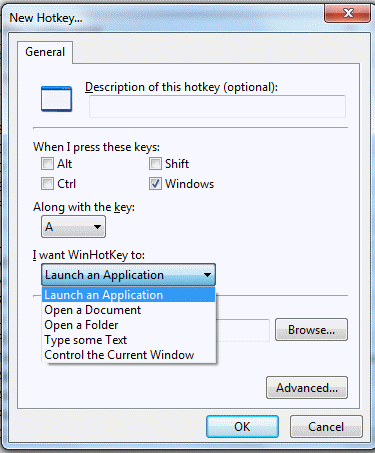 New Hotkey...
General
Description of this hotkey (optional):
When I press these keys:
Alt Shift
Ctrl Windows
Along with the key:
A
I want WinHotKey to:
Launch an Application
Launch an Application
Open a Document
Open a Folder
Type some Text
Control the Current Window
Browse...
Advanced...
OK Cancel